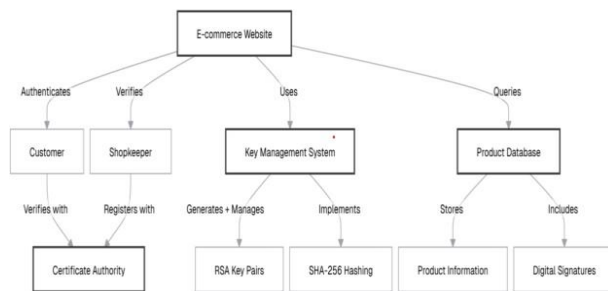 E-commerce Website
Authenticates
Verifies
Uses
Queries
Customer
Shopkeeper
Key Management System
Product Database
Verifies with
Registers with
Generates + Manages
Implements
Stores
Includes
Certificate Authority
RSA Key Pairs
SHA-256 Hashing
Product Information
Digital Signatures